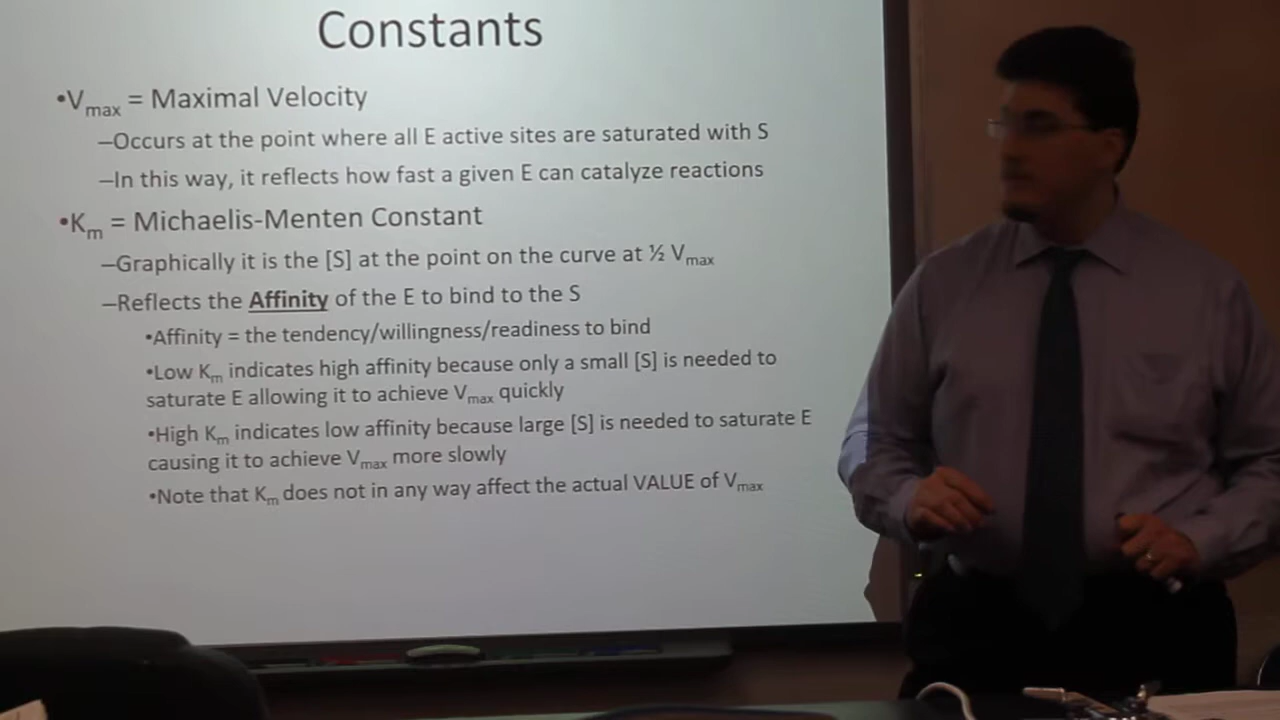 Constants
•Vmax = Maximal Velocity
–Occurs at the point where all E active sites are saturated with S
–In this way, it reflects how fast a given E can catalyze reactions
•Km = Michaelis-Menten Constant
–Graphically it is the [S] at the point on the curve at ½ Vmax
–Reflects the Affinity of the E to bind to the S
•Affinity = the tendency/willingness/readiness to bind
•Low Km indicates high affinity because only a small [S] is needed to
saturate E allowing it to achieve Vmax quickly
•High Km indicates low affinity because large [S] is needed to saturate E
causing it to achieve Vmax more slowly
•Note that Km does not in any way affect the actual VALUE of Vmax